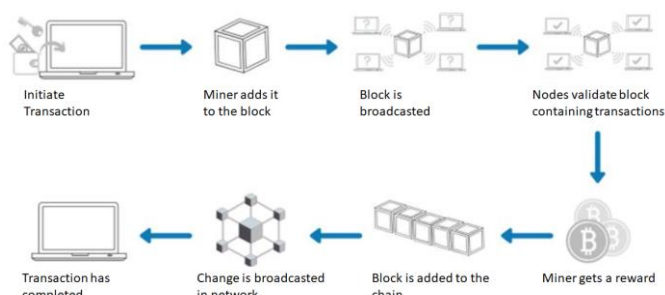 Initiate
Transaction
Miner adds it
to the block
Block is
broadcasted
Nodes validate block
containing transactions
Transaction has
completed
Change is broadcasted
in network
Block is added to the
chain
Miner gets a reward